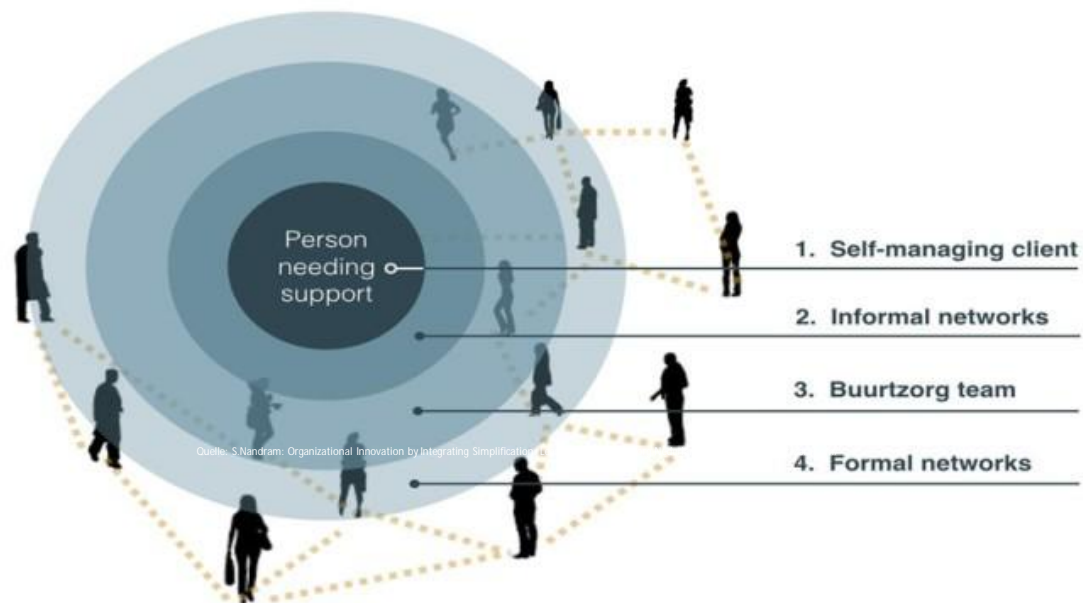 Person
needing
support
1. Self-managing client
2. Informal networks
3. Buurtzorg team
Quelle: S.Nandram: Organizational Innovation by Integrating Simplification
4. Formal networks